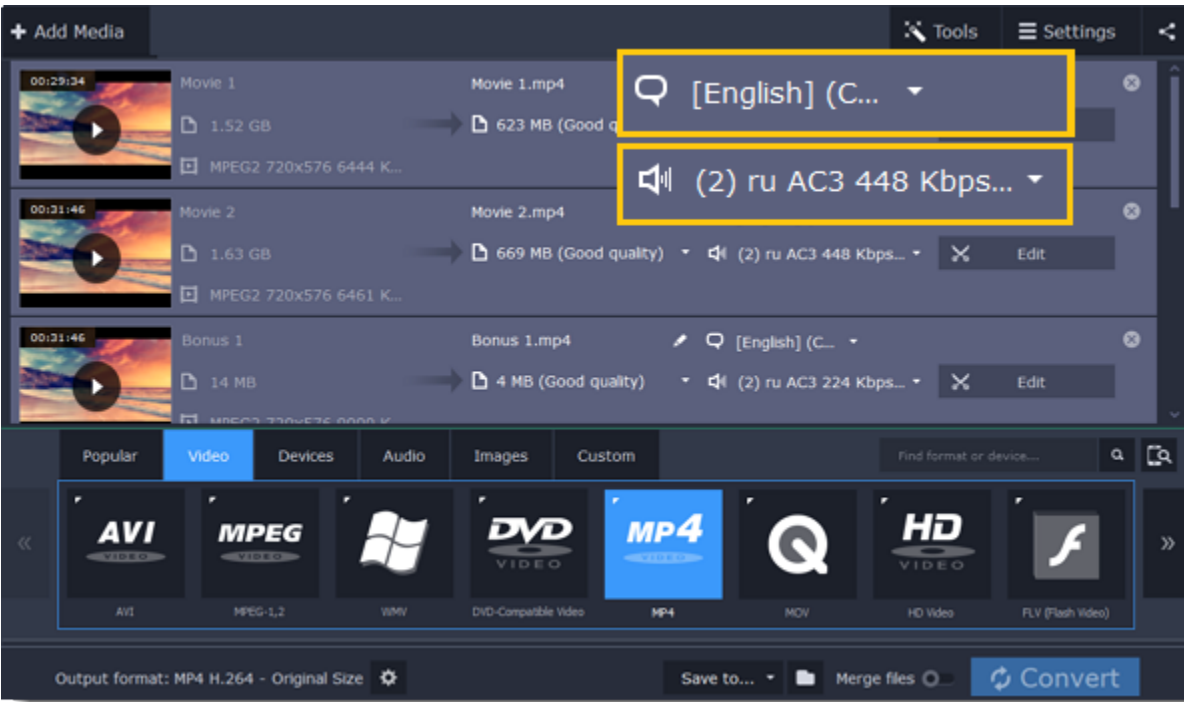 + Add Media
Tools
Settings
00:29:34
Movie 1
Movie 1.mp4
[English] (C...
1.52 GB
623 MB (Good q
MPEG2 720x576 6444 K...
(2) ru AC3 448 Kbps...
00:31:46
Movie 2
Movie 2.mp4
1.63 GB
669 MB (Good quality)
(2) ru AC3 448 Kbps...
Edit
MPEG2 720x576 6461 K...
00:31:46
Bonus 1
Bonus 1.mp4
[English] (C...
14 MB
4 MB (Good quality)
(2) ru AC3 224 Kbps...
Edit
MPEG2 720x576 9000 K
Popular
Video
Devices
Audio
Images
Custom
Find format or device....
AVI VIDEO
MPEG VIDEO
DVD VIDEO
MP4 VIDEO
HD VIDEO
AVI
MPEG-1,2
WMV
DVD-Compatible Video
MP4
MOV
HD Video
FLV (Flash Video)
Output format: MP4 H.264 - Original Size
Save to...
Merge files
Convert